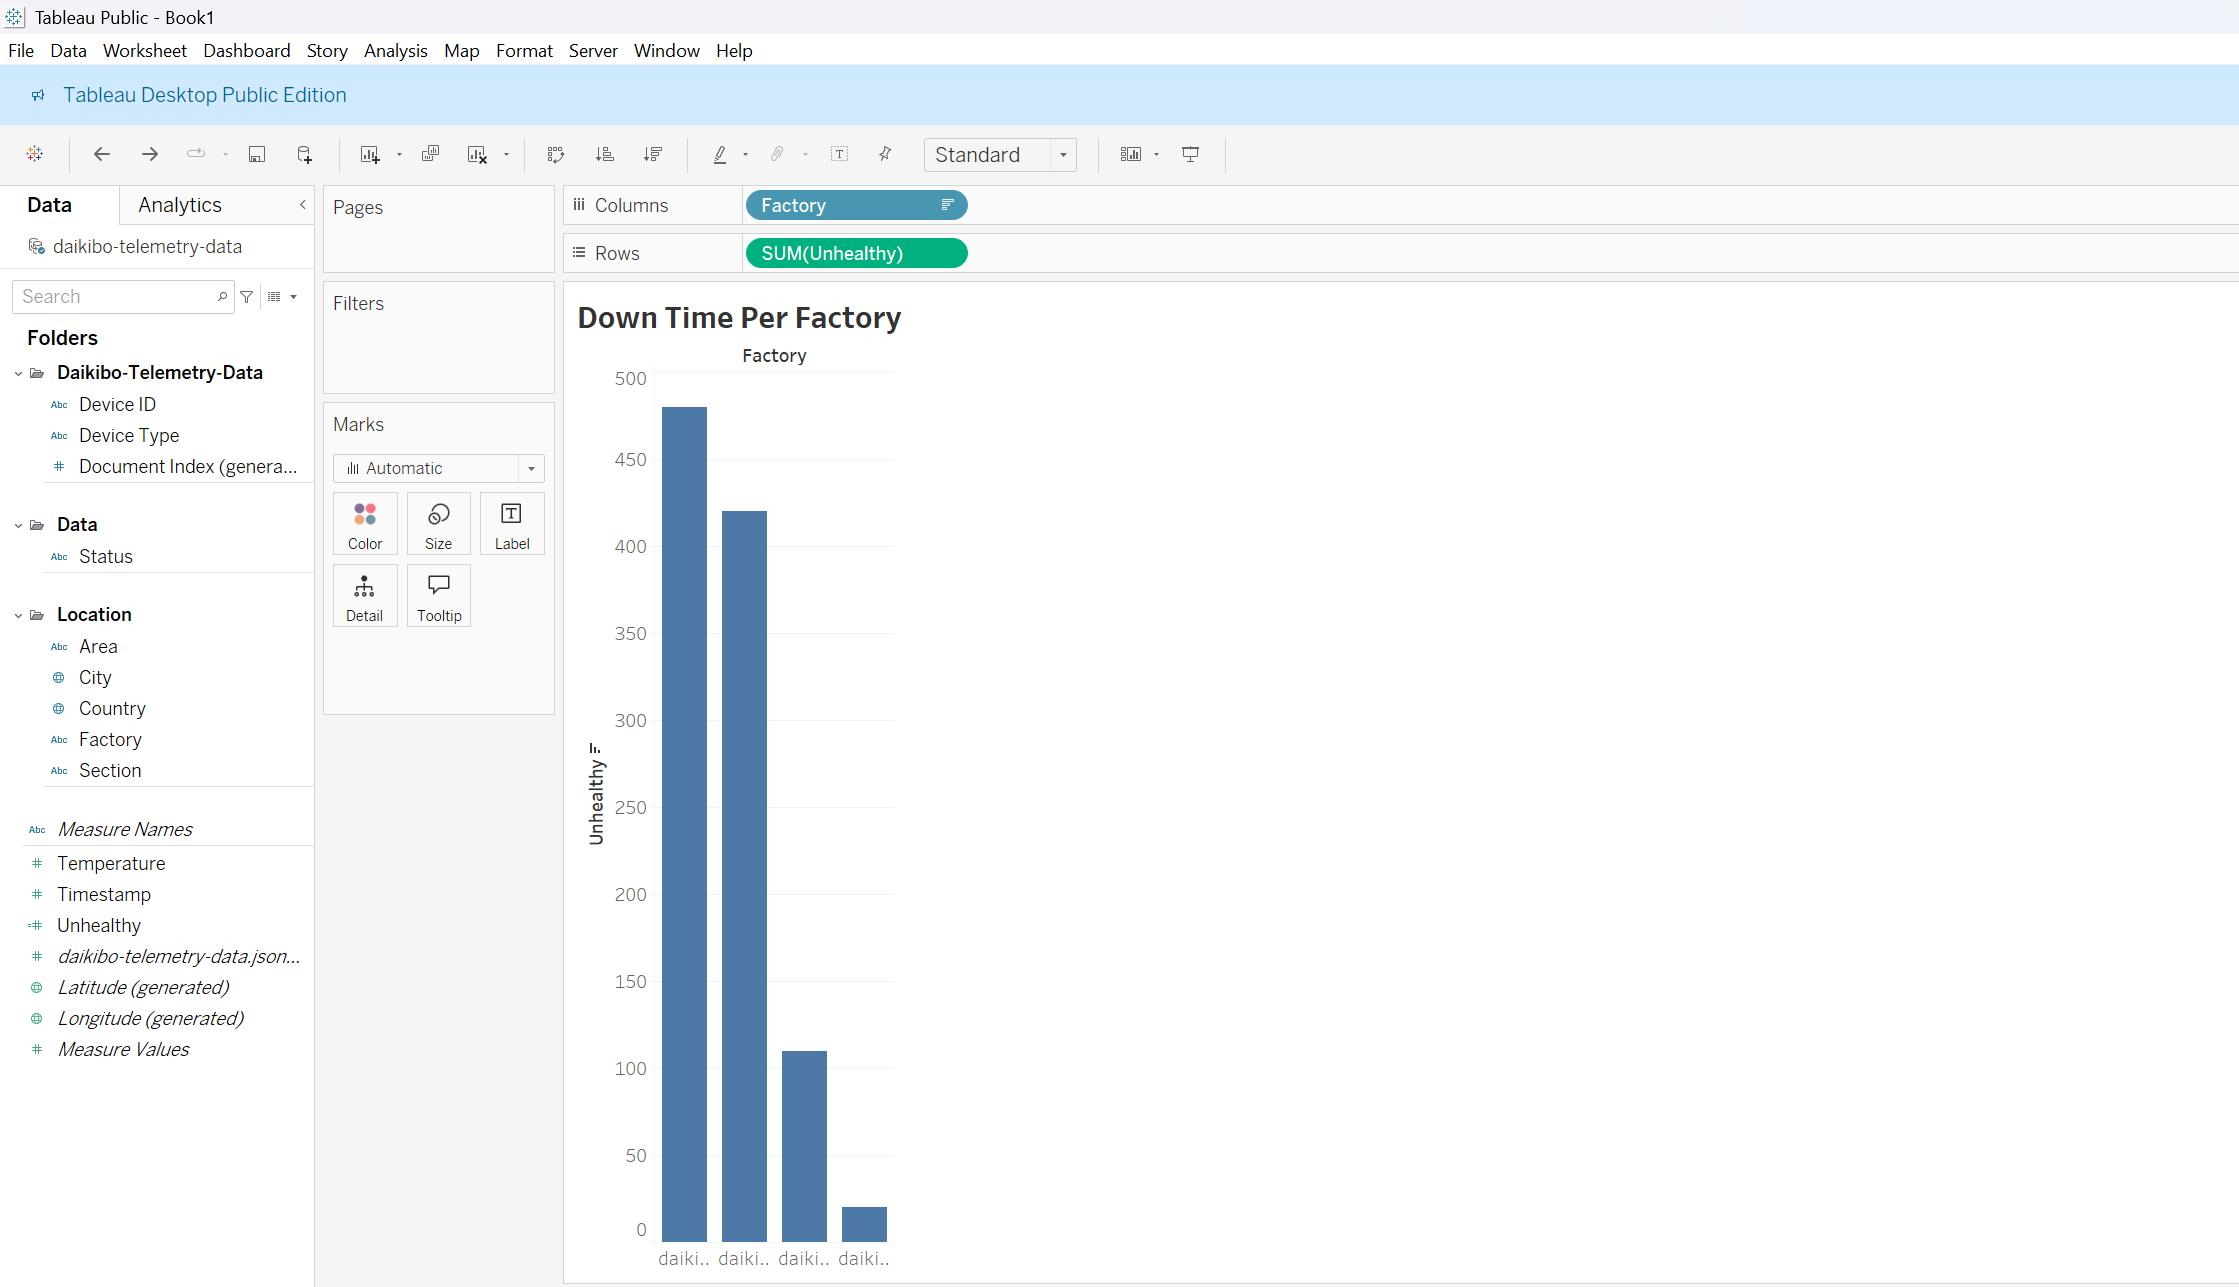 Tableau Public - Book1
File Data Worksheet Dashboard Story Analysis Map Format Server Window Help
Tableau Desktop Public Edition
Standard
Data
Analytics
daikibo-telemetry-data
Search
Folders
Daikibo-Telemetry-Data
Abc Device ID
Abc Device Type
# Document Index (genera...
Data
Abc Status
Location
Abc Area
City
Country
Abc Factory
Abc Section
Abc Measure Names
# Temperature
# Timestamp
=# Unhealthy
# daikibo-telemetry-data.json...
Latitude (generated)
Longitude (generated)
# Measure Values
Pages
Filters
Marks
Automatic
Color Size Label
Detail Tooltip
Columns
Factory
Rows
SUM(Unhealthy)
Down Time Per Factory
Factory
500
450
400
350
300
250
200
150
100
50
0
Unhealthy
daiki.. daiki.. daiki.. daiki..